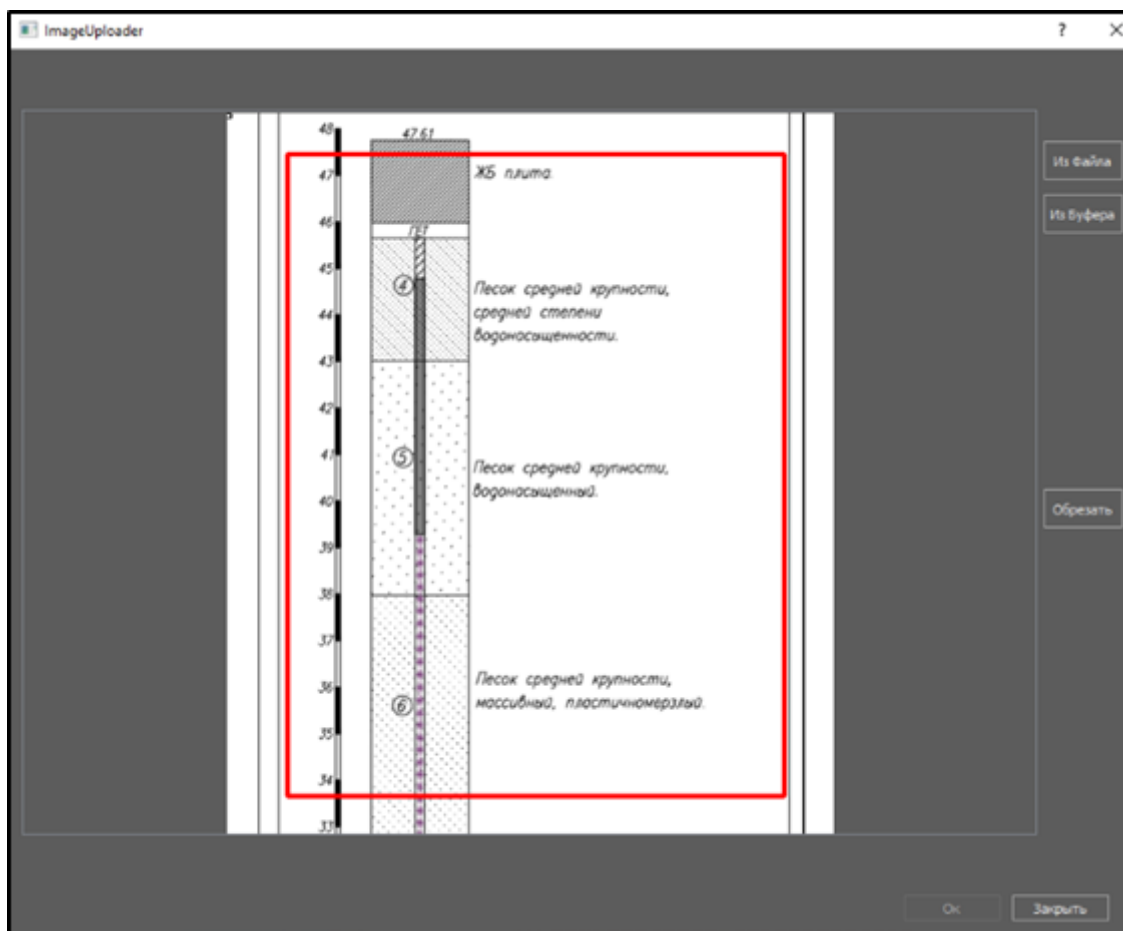 ImageUploader
?
48
47.61
47
ЖБ плита.
46
ПЕТ
45
4
Песок средней крупности,
средней степени
водонасыщенности.
44
43
42
41
5
Песок средней крупности,
водонасыщенный.
40
39
38
37
36
6
Песок средней крупности,
массивный, пластичномерзлый.
35
34
33
Из Файла
Из Буфера
Обрезать
Ок
Закрыть